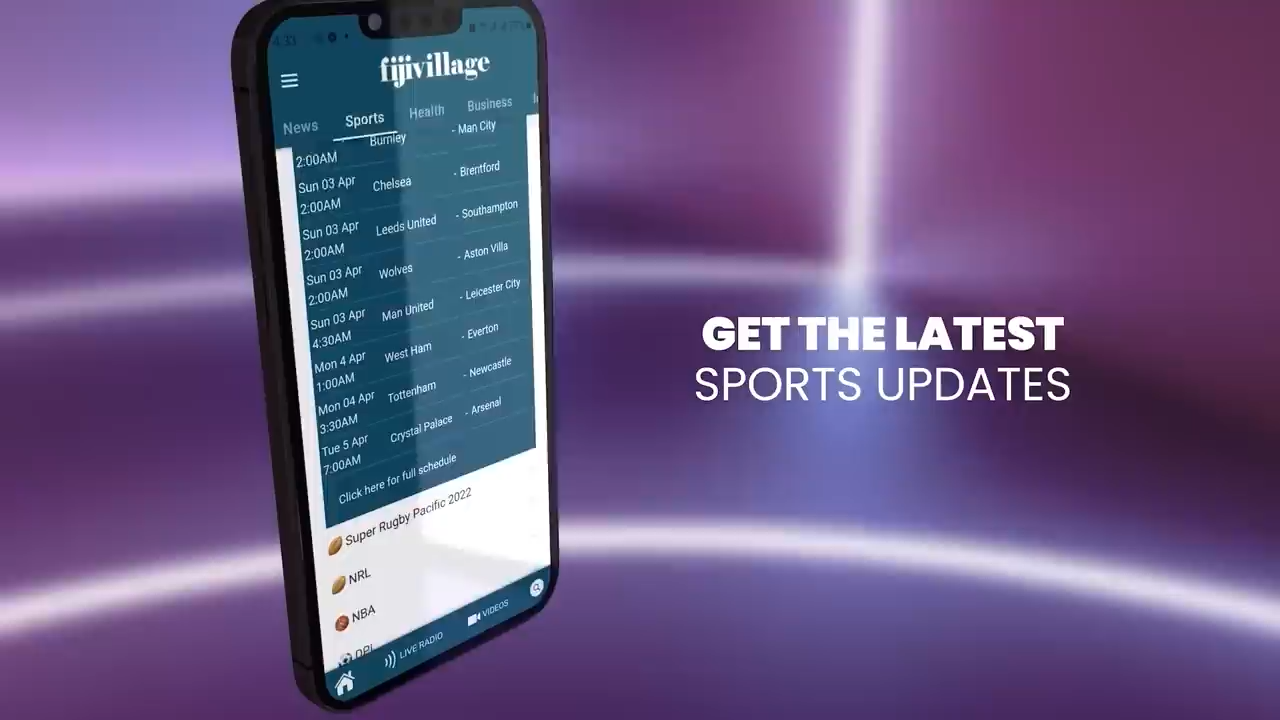 4:33
fijivillage
News Sports Health Business
Burnley - Man City
2:00AM
Sun 03 Apr
Chelsea - Brentford
2:00AM
Sun 03 Apr
Leeds United - Southampton
2:00AM
Sun 03 Apr
Wolves - Aston Villa
2:00AM
Sun 03 Apr
Man United - Leicester City
4:30AM
Mon 4 Apr
West Ham - Everton
1:00AM
Mon 04 Apr
Tottenham - Newcastle
3:30AM
Tue 5 Apr
Crystal Palace - Arsenal
7:00AM
Click here for full schedule
Super Rugby Pacific 2022
NRL
NBA
LIVE RADIO VIDEOS
GET THE LATEST
SPORTS UPDATES